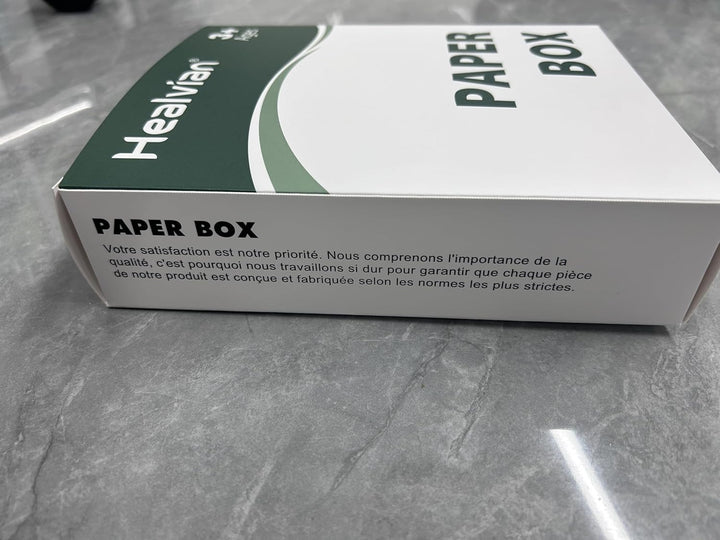 Healvian®
3+
Age
PAPER
BOX
PAPER BOX
Votre satisfaction est notre priorité. Nous comprenons l'importance de la
qualité, c'est pourquoi nous travaillons si dur pour garantir que chaque pièce
de notre produit est conçue et fabriquée selon les normes les plus strictes.